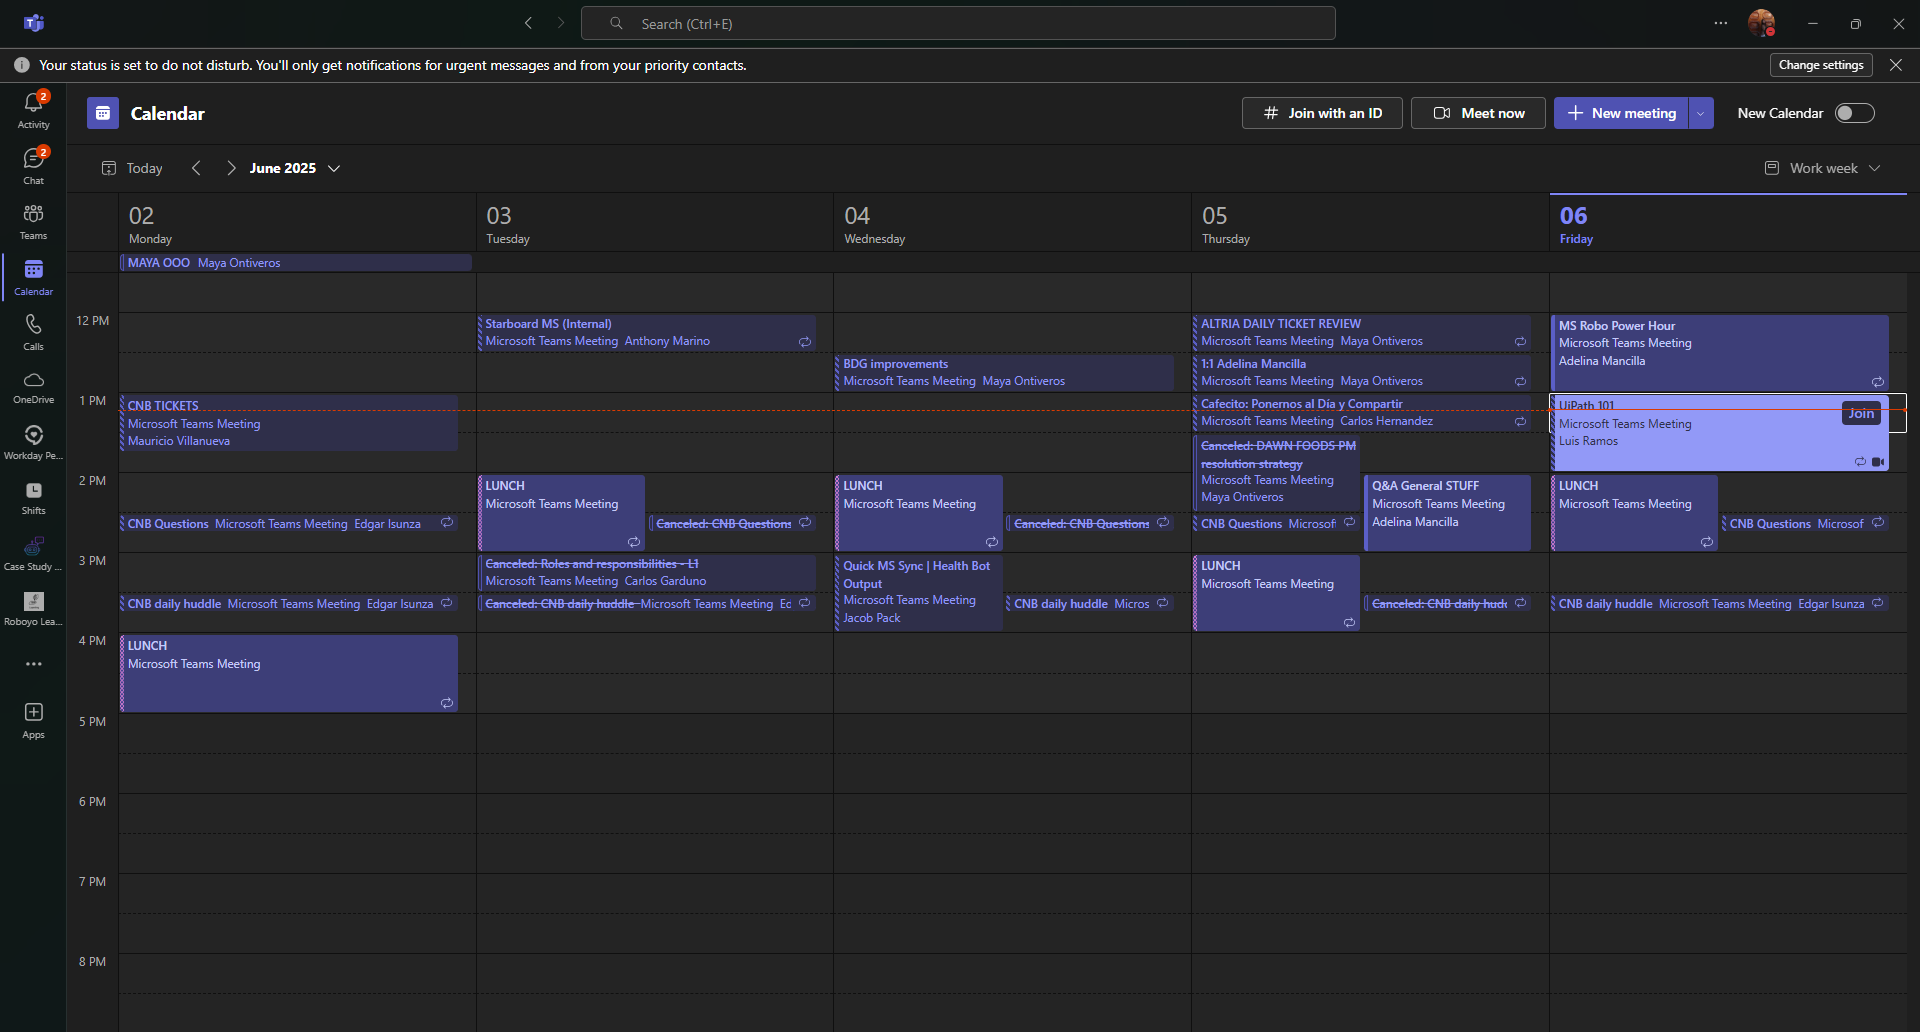 Search (Ctrl+E)
Your status is set to do not disturb. You'll only get notifications for urgent messages and from your priority contacts.
Change settings
2
Activity
2
Chat
Teams
Calendar
Calls
OneDrive
Workday Pe...
Shifts
Case Study ...
Roboyo Lea...
Apps
Calendar
# Join with an ID
Meet now
New meeting
New Calendar
Today
June 2025
Work week
02
Monday
03
Tuesday
04
Wednesday
05
Thursday
06
Friday
MAYA OOO Maya Ontiveros
12 PM
1 PM
2 PM
3 PM
4 PM
5 PM
6 PM
7 PM
8 PM
CNB TICKETS
Microsoft Teams Meeting
Mauricio Villanueva
CNB Questions Microsoft Teams Meeting Edgar Isunza
CNB daily huddle Microsoft Teams Meeting Edgar Isunza
LUNCH
Microsoft Teams Meeting
Starboard MS (Internal)
Microsoft Teams Meeting Anthony Marino
LUNCH
Microsoft Teams Meeting
Canceled: CNB Questions
Canceled: Roles and responsibilities - L1
Microsoft Teams Meeting Carlos Garduno
Canceled: CNB daily huddle Microsoft Teams Meeting Ec
BDG improvements
Microsoft Teams Meeting Maya Ontiveros
LUNCH
Microsoft Teams Meeting
Canceled: CNB Questions
Quick MS Sync | Health Bot
Output
Microsoft Teams Meeting
Jacob Pack
CNB daily huddle Micros
ALTRIA DAILY TICKET REVIEW
Microsoft Teams Meeting Maya Ontiveros
1:1 Adelina Mancilla
Microsoft Teams Meeting Maya Ontiveros
Cafecito: Ponernos al Día y Compartir
Microsoft Teams Meeting Carlos Hernandez
Canceled: DAWN FOODS PM
resolution strategy
Microsoft Teams Meeting
Maya Ontiveros
CNB Questions Microsof
Q&A General STUFF
Microsoft Teams Meeting
Adelina Mancilla
LUNCH
Microsoft Teams Meeting
Canceled: CNB daily hudd
MS Robo Power Hour
Microsoft Teams Meeting
Adelina Mancilla
UiPath 101
Join
Microsoft Teams Meeting
Luis Ramos
LUNCH
Microsoft Teams Meeting
CNB Questions Microsof
CNB daily huddle Microsoft Teams Meeting Edgar Isunza